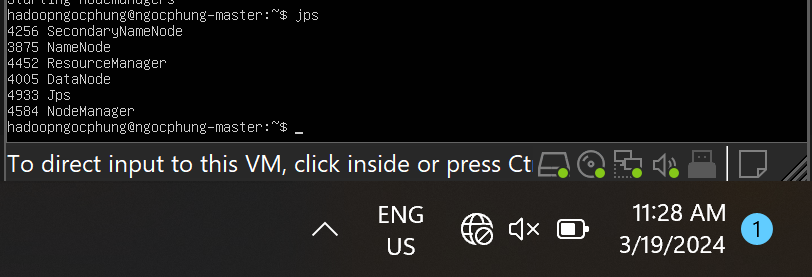 Starting nodemanagers
hadoopngocphung@ngocphung-master:~$ jps
4256 SecondaryNameNode
3875 NameNode
4452 ResourceManager
4005 DataNode
4933 Jps
4584 NodeManager
hadoopngocphung@ngocphung-master:~$ _
To direct input to this VM, click inside or press Ct
ENG
US
11:28 AM
3/19/2024
1